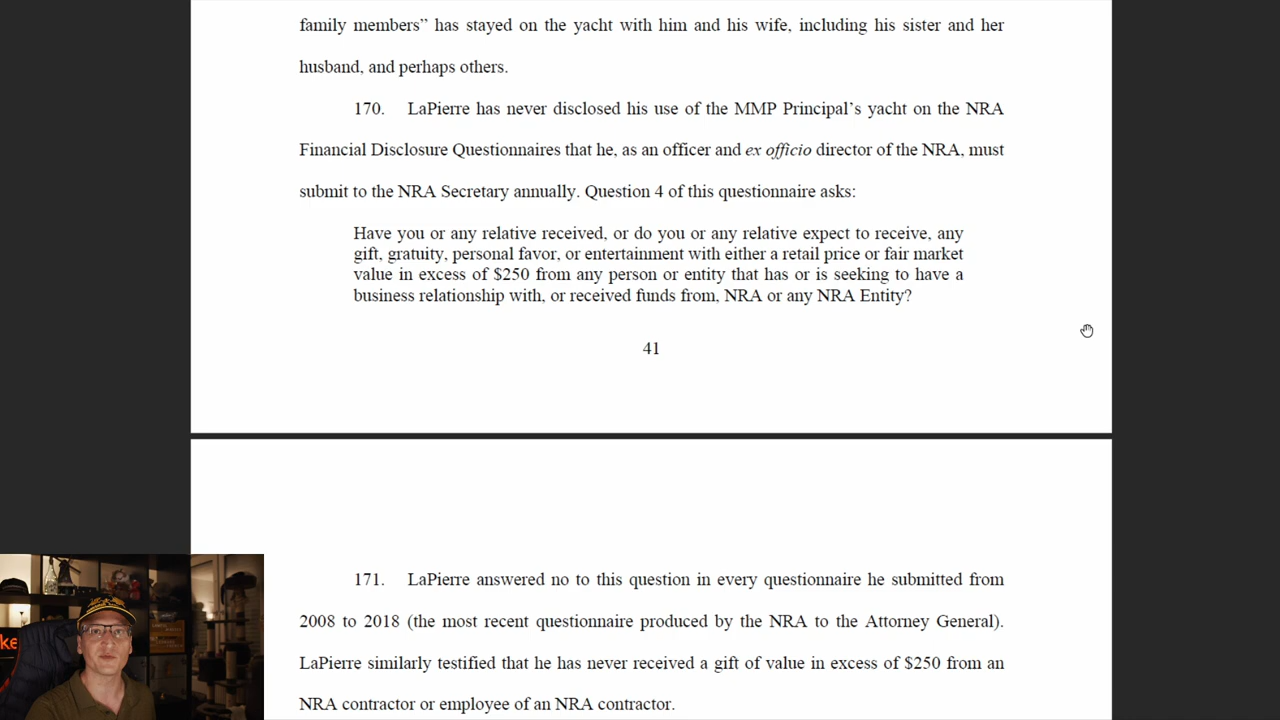 family members” has stayed on the yacht with him and his wife, including his sister and her
husband, and perhaps others.
170. LaPierre has never disclosed his use of the MMP Principal’s yacht on the NRA
Financial Disclosure Questionnaires that he, as an officer and ex officio director of the NRA, must
submit to the NRA Secretary annually. Question 4 of this questionnaire asks:
Have you or any relative received, or do you or any relative expect to receive, any
gift, gratuity, personal favor, or entertainment with either a retail price or fair market
value in excess of $250 from any person or entity that has or is seeking to have a
business relationship with, or received funds from, NRA or any NRA Entity?
41
171. LaPierre answered no to this question in every questionnaire he submitted from
2008 to 2018 (the most recent questionnaire produced by the NRA to the Attorney General).
LaPierre similarly testified that he has never received a gift of value in excess of $250 from an
NRA contractor or employee of an NRA contractor.